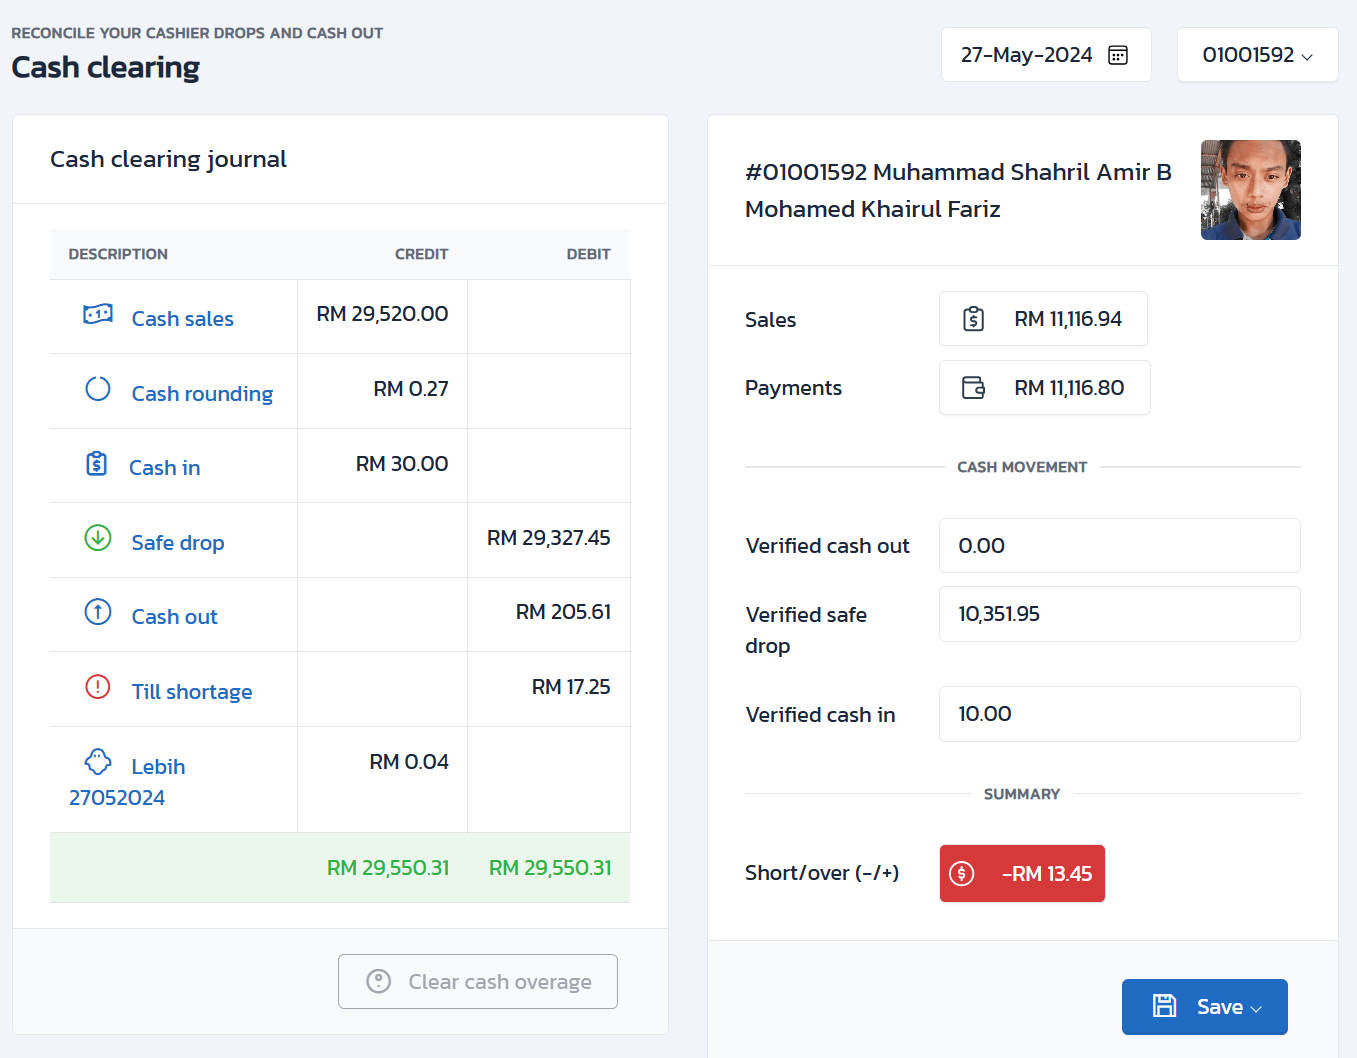 RECONCILE YOUR CASHIER DROPS AND CASH OUT
Cash clearing
27-May-2024
01001592
Cash clearing journal
DESCRIPTION CREDIT DEBIT
Cash sales RM 29,520.00
Cash rounding RM 0.27
Cash in RM 30.00
Safe drop RM 29,327.45
Cash out RM 205.61
Till shortage RM 17.25
Lebih RM 0.04
27052024
RM 29,550.31 RM 29,550.31
Clear cash overage
#01001592 Muhammad Shahril Amir B
Mohamed Khairul Fariz
Sales RM 11,116.94
Payments RM 11,116.80
CASH MOVEMENT
Verified cash out 0.00
Verified safe 10,351.95
drop
Verified cash in 10.00
SUMMARY
Short/over (-/+) -RM 13.45
Save